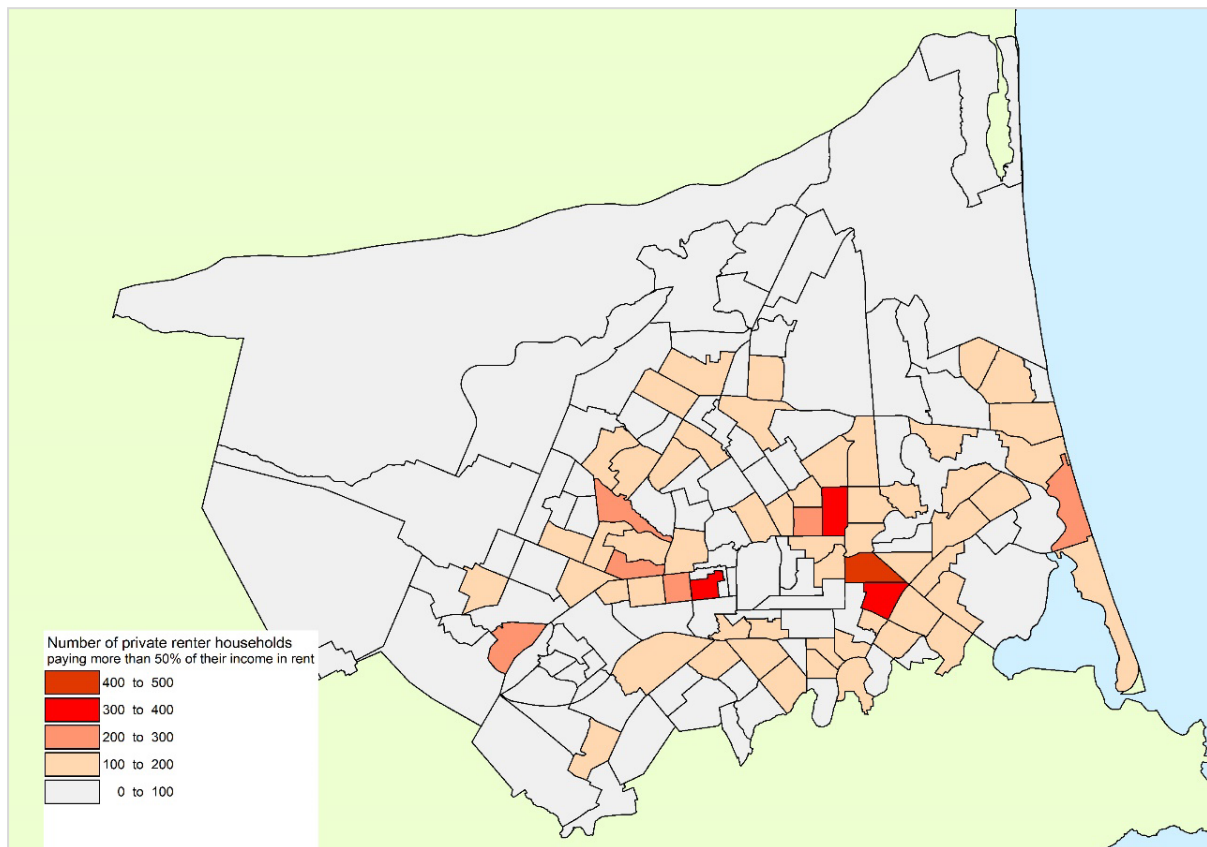 Number of private renter households
paying more than 50% of their income in rent
400 to 500
300 to 400
200 to 300
100 to 200
0 to 100